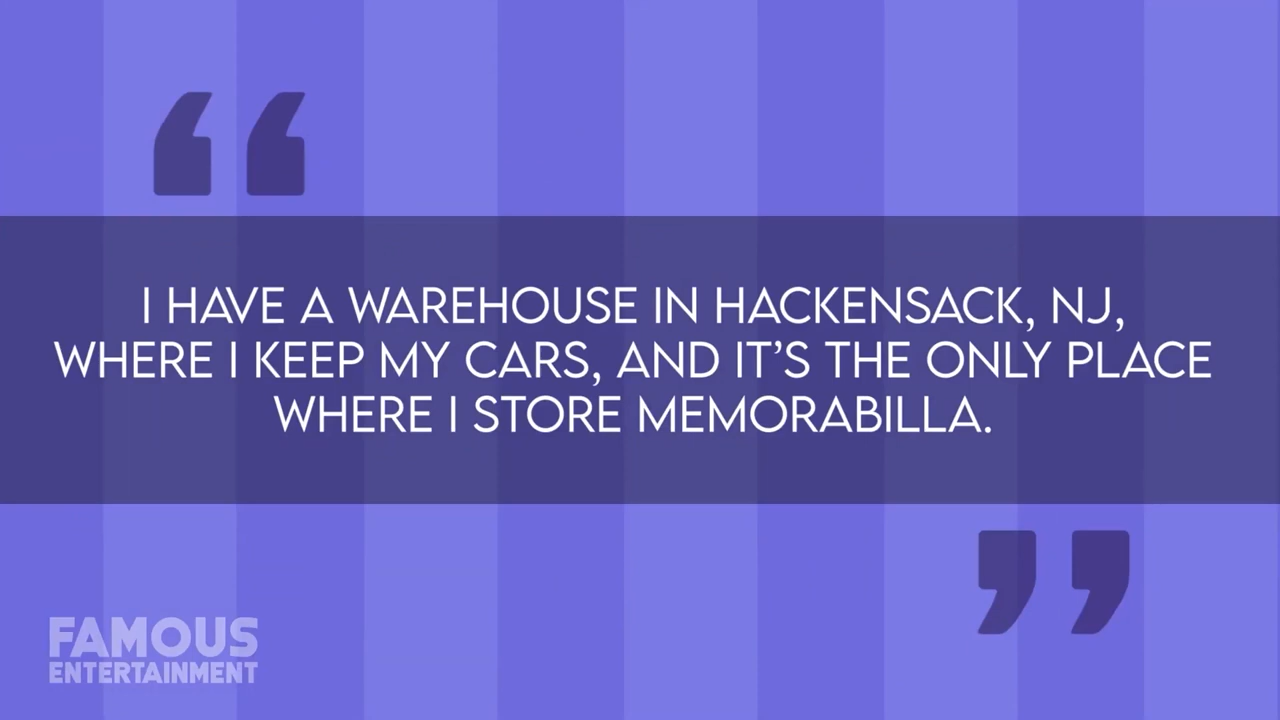 I HAVE A WAREHOUSE IN HACKENSACK, NJ,
WHERE I KEEP MY CARS, AND IT'S THE ONLY PLACE
WHERE I STORE MEMORABILLA.
FAMOUS
ENTERTAINMENT